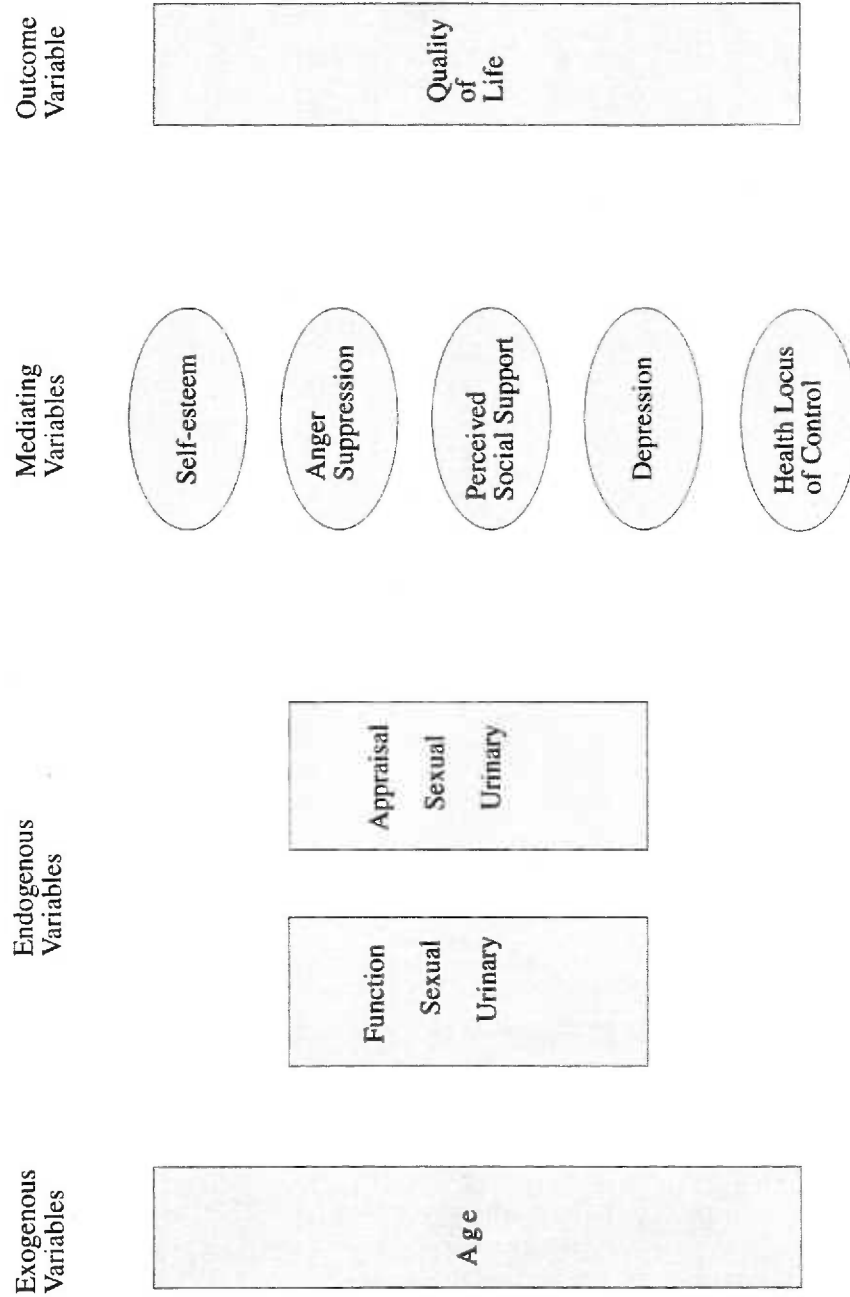 Exogenous
Variables
Endogenous
Variables
Mediating
Variables
Outcome
Variable
Age
Function
Sexual
Urinary
Appraisal
Sexual
Urinary
Self-esteem
Anger
Suppression
Perceived
Social Support
Depression
Health Locus
of Control
Quality
of
Life